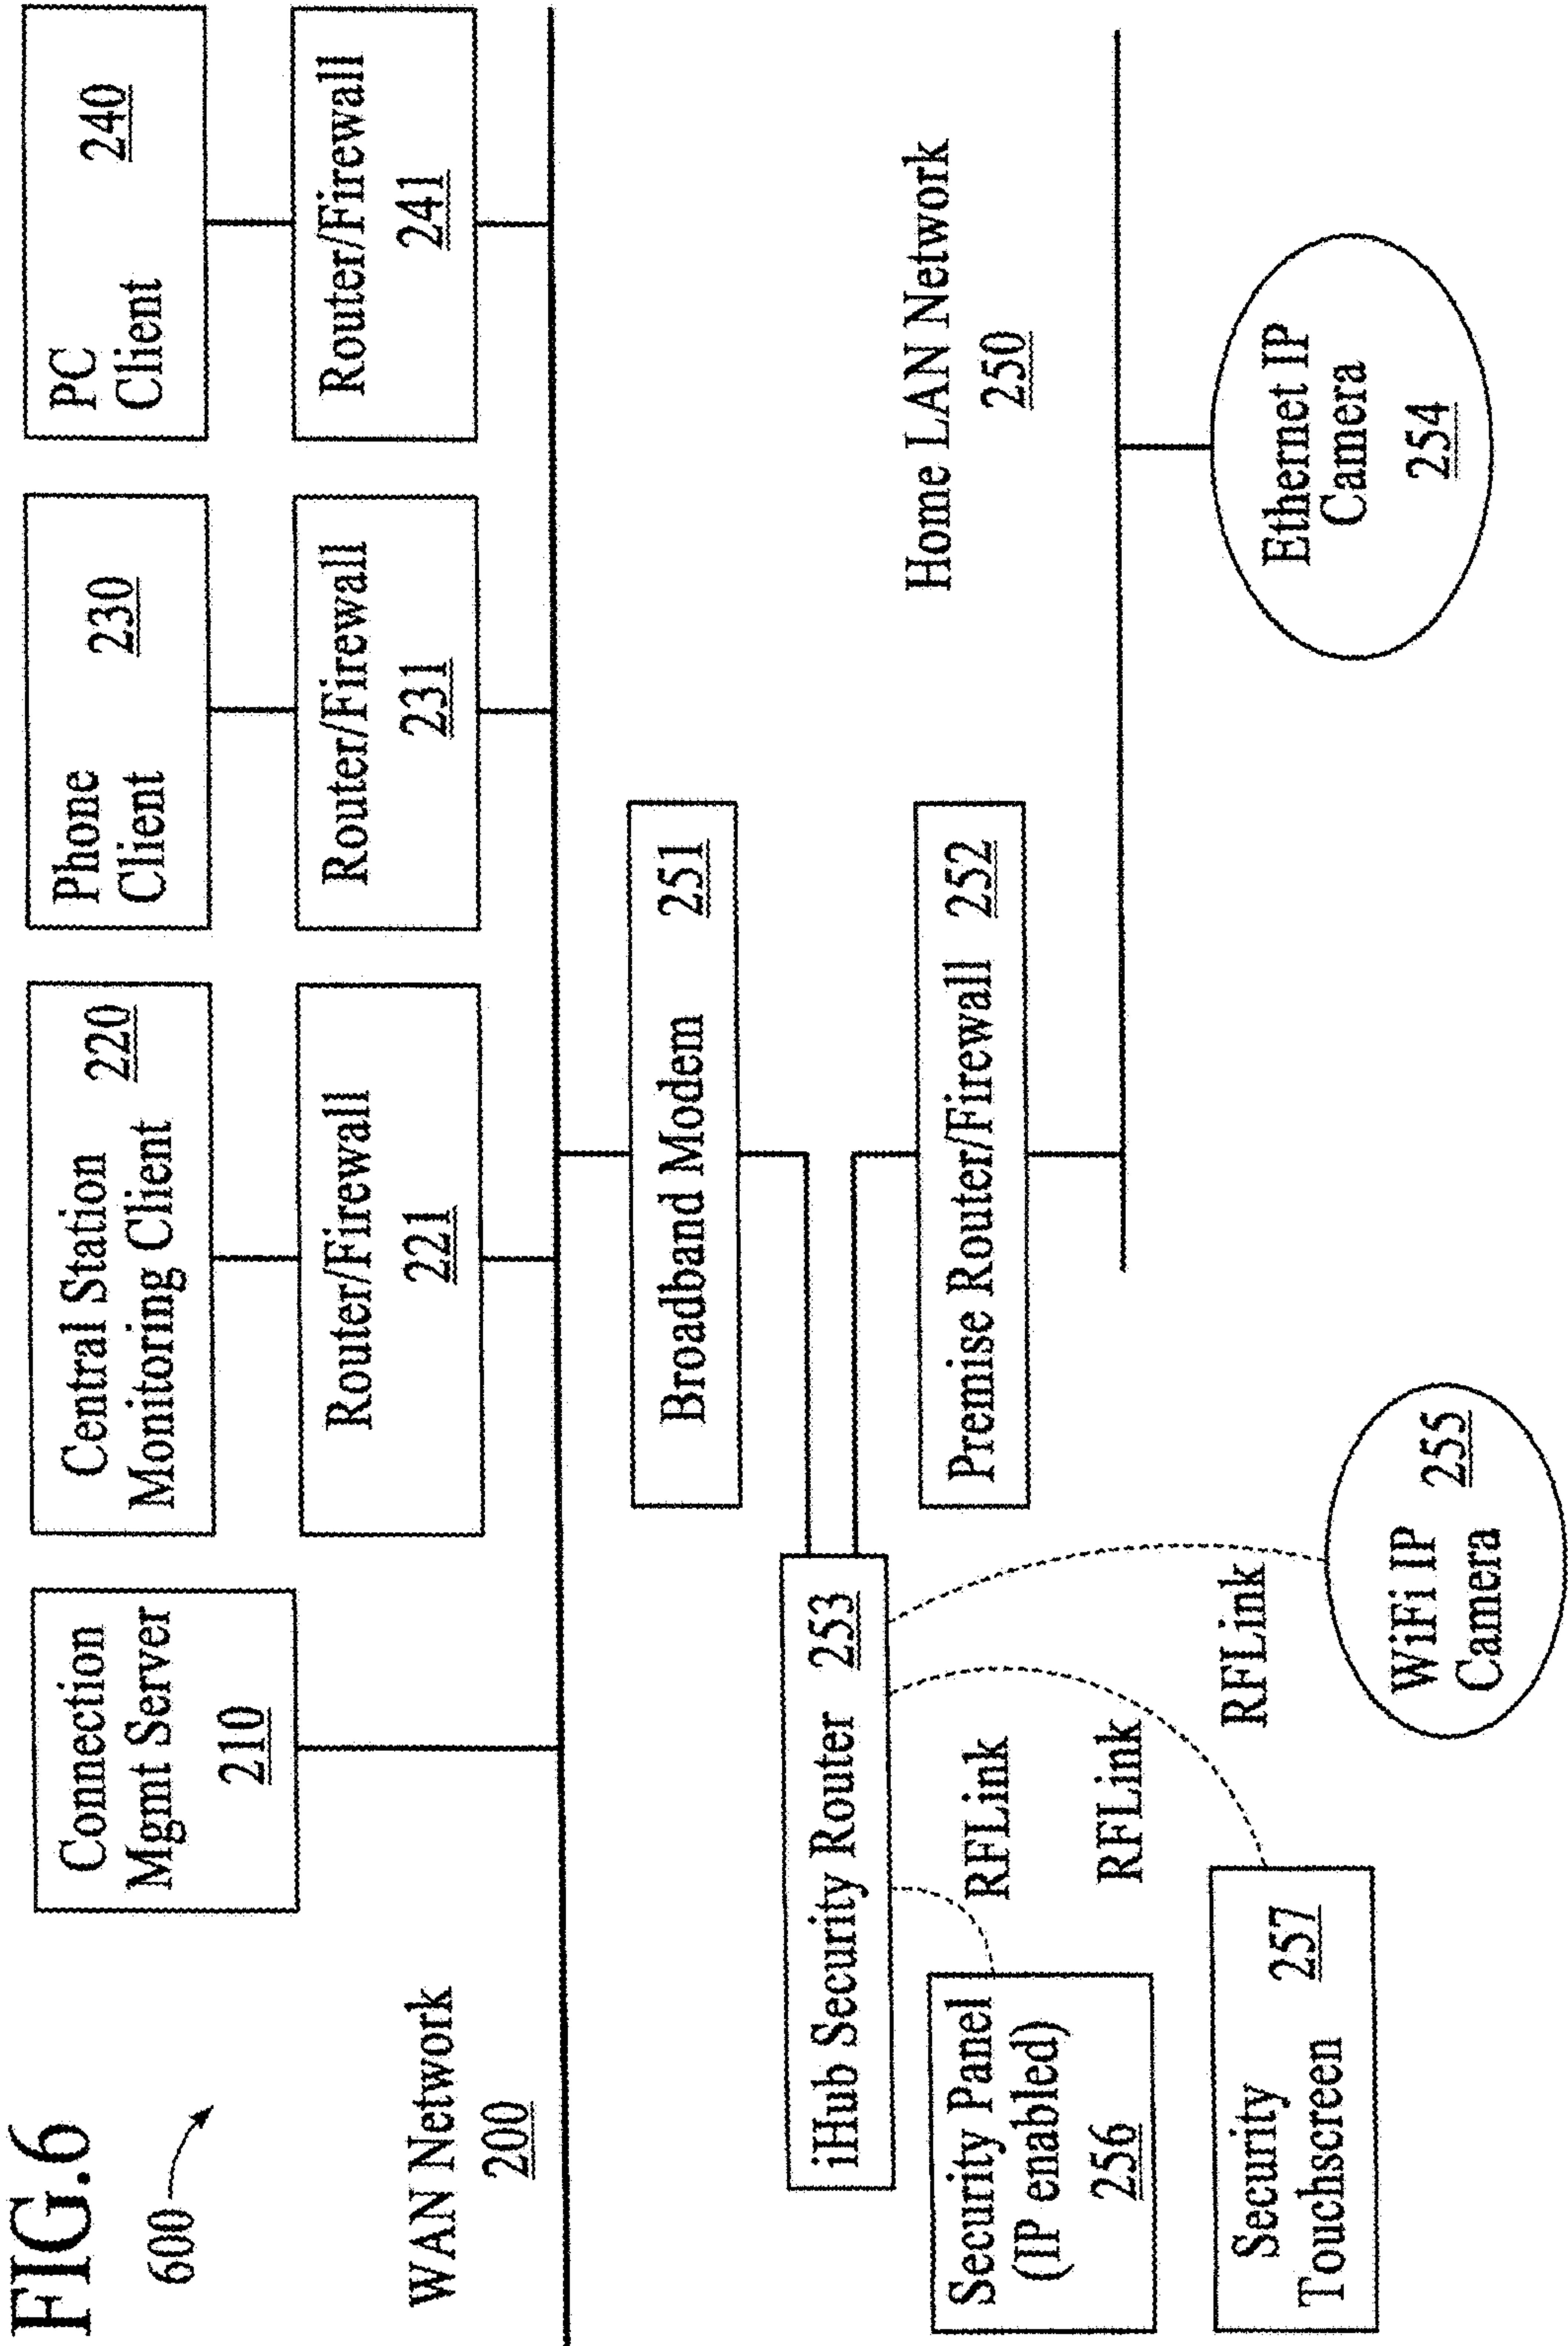 FIG.6
600
Connection
Mgmt Server
210
Central Station
Monitoring Client
220
Phone
Client
230
PC
Client
240
Router/Firewall
221
Router/Firewall
231
Router/Firewall
241
WAN Network
200
Broadband Modem 251
iHub Security Router 253
Premise Router/Firewall 252
Home LAN Network
250
Security Panel
(IP enabled)
256
RFLink
RFLink
RFLink
Security
Touchscreen
257
WiFi IP
Camera
255
Ethernet IP
Camera
254